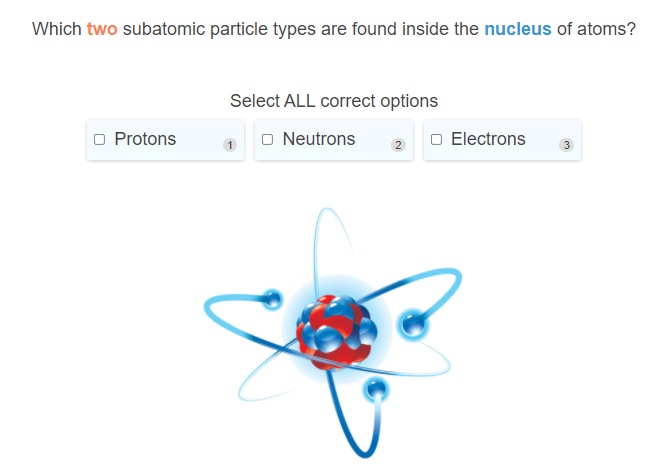 Which two subatomic particle types are found inside the nucleus of atoms?
Select ALL correct options
Protons 1 Neutrons 2 Electrons 3